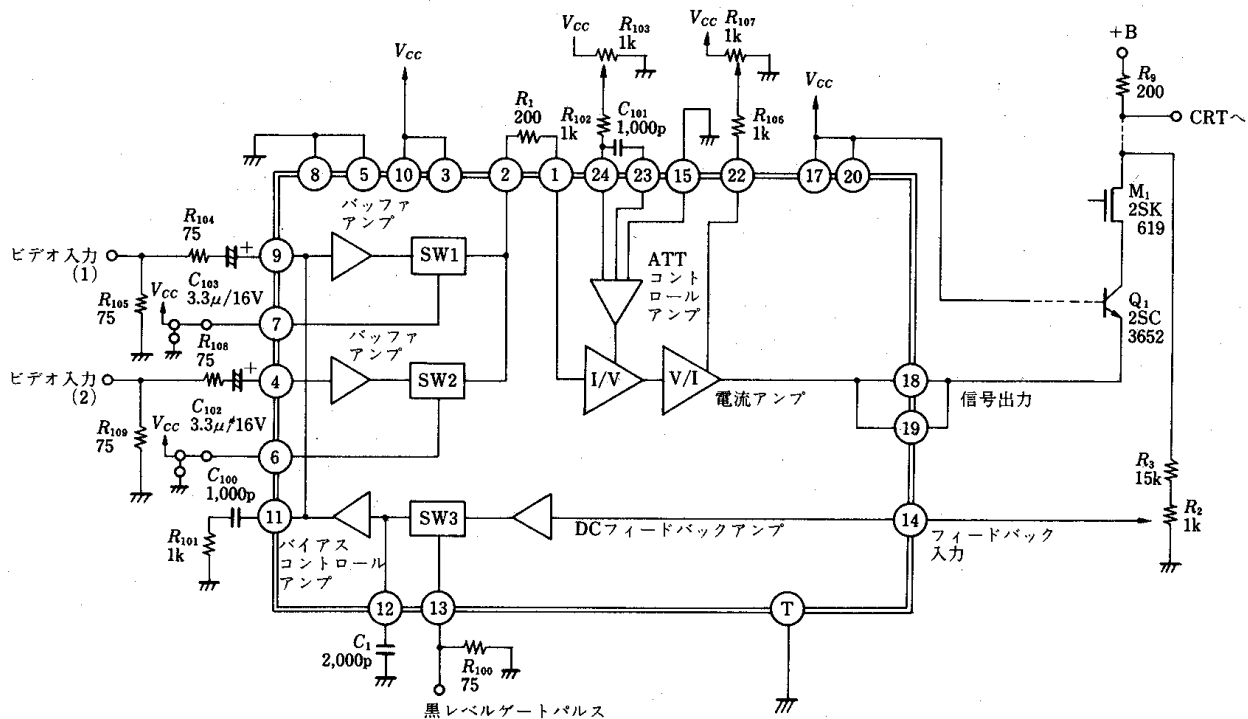 V_CC
R_103
1k
V_CC
R_107
1k
+B
V_CC
R_9
200
R_1
200
R_102
1k
C_101
1,000p
R_106
1k
V_CC
CRTへ
8
5
10
3
2
1
24
23
15
22
17
20
M_1
2SK
619
バッファ
アンプ
R_104
75
ビデオ入力
(1)
9
SW1
ATT
コント
ロール
アンプ
C_103
3.3μ/16V
R_105
75
V_CC
Q_1
2SC
3652
7
R_108
75
バッファ
アンプ
ビデオ入力
(2)
4
SW2
I/V
V/I
電流アンプ
18
信号出力
C_102
3.3μ/16V
R_109
75
V_CC
19
6
C_100
1,000p
R_3
15k
11
SW3
DCフィードバックアンプ
14
フィードバック
入力
R_2
1k
R_101
1k
バイアス
コントロール
アンプ
12
13
T
C_1
2,000p
R_100
75
黒レベルゲートパルス